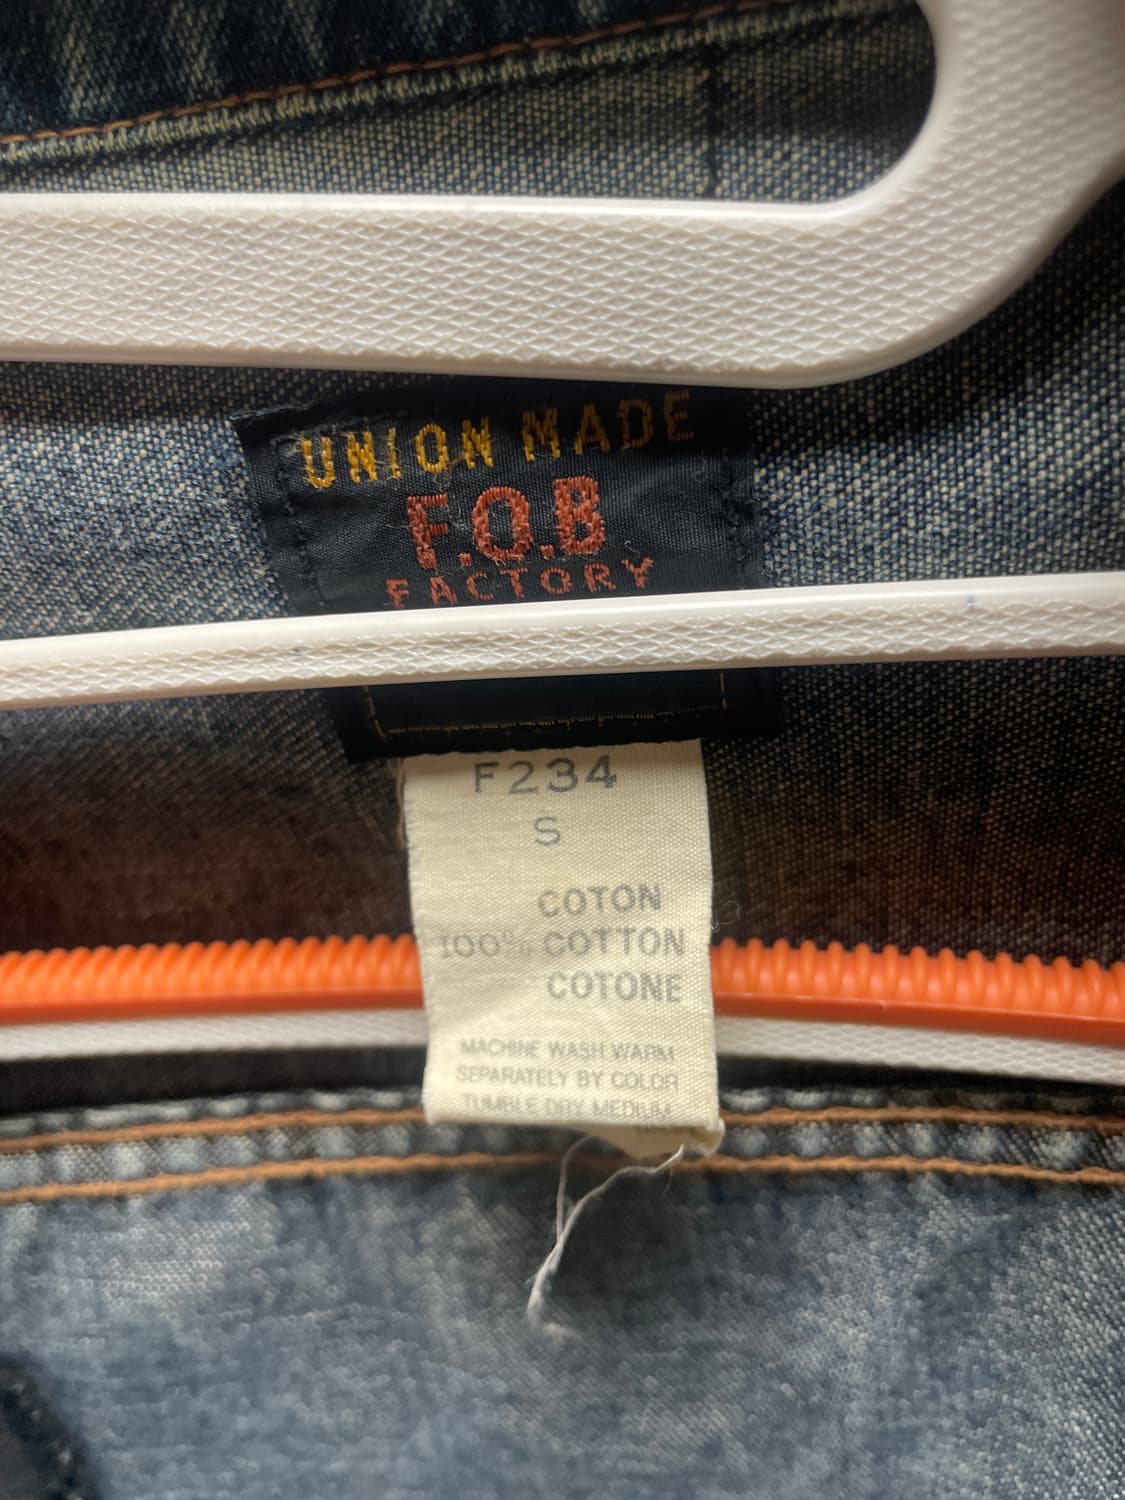 UNION MADE
F.O.B
FACTORY
F234
S
COTON
100% COTTON
COTONE
MACHINE WASH WARM
SEPARATELY BY COLOR
TUMBLE DRY MEDIUM